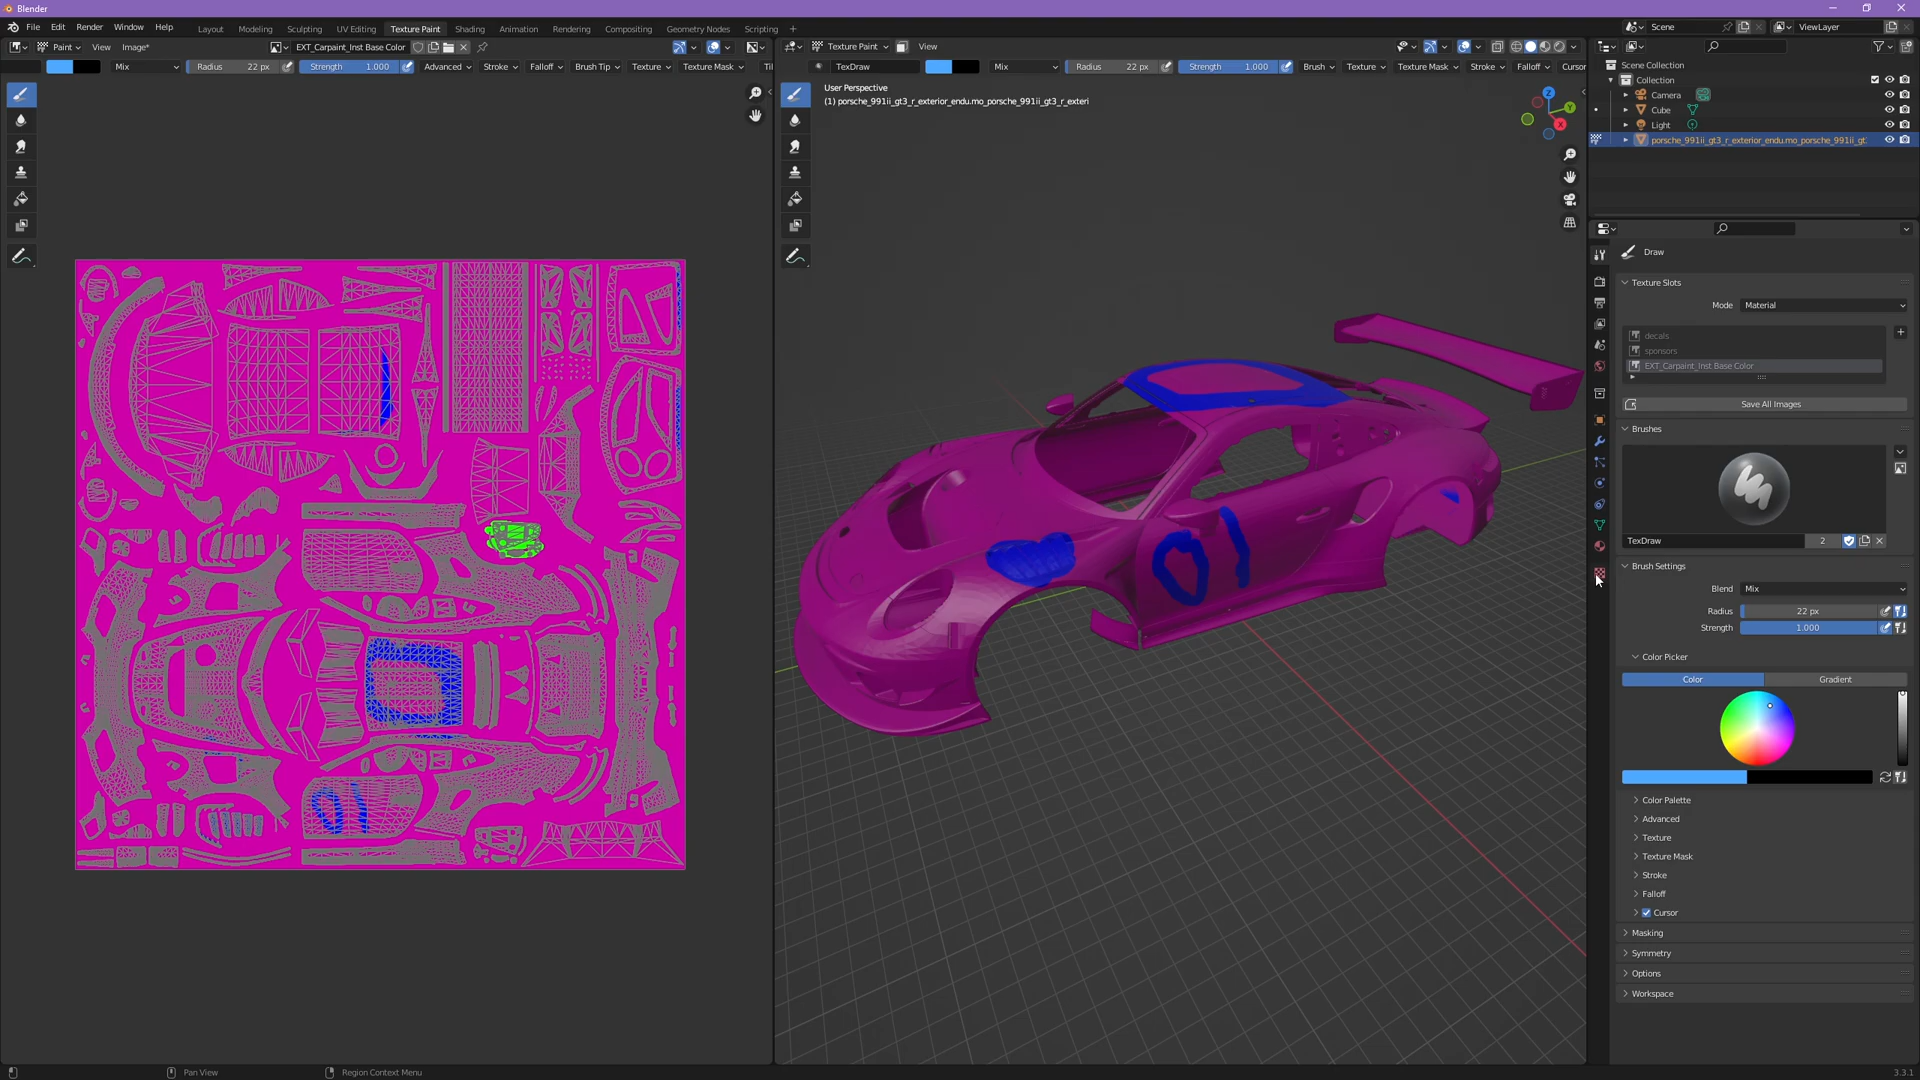 Blender
File Edit Render Window Help Layout Modeling Sculpting UV Editing Texture Paint Shading Animation Rendering Compositing Geometry Nodes Scripting + Scene ViewLayer
Paint View Image* EXT_Carpaint_Inst Base Color Texture Paint View
Mix Radius 22 px Strength 1.000 Advanced Stroke Falloff Brush Tip Texture Texture Mask Til TexDraw Mix Radius 22 px Strength 1.000 Brush Texture Texture Mask Stroke Falloff Cursor
User Perspective
(1) porsche_991ii_gt3_r_exterior_endu.mo_porsche_991ii_gt3_r_exteri
Z
Y
X
01
01
Scene Collection
Collection
Camera
Cube
Light
porsche_991ii_gt3_r_exterior_endu.mo_porsche_991ii_gt
Draw
Texture Slots
Mode Material
decals
sponsors
EXT_Carpaint_Inst Base Color
Save All Images
Brushes
TexDraw 2
Brush Settings
Blend Mix
Radius 22 px
Strength 1.000
Color Picker
Color Gradient
Color Palette
Advanced
Texture
Texture Mask
Stroke
Falloff
Cursor
Masking
Symmetry
Options
Workspace
Pan View Region Context Menu 3.3.1